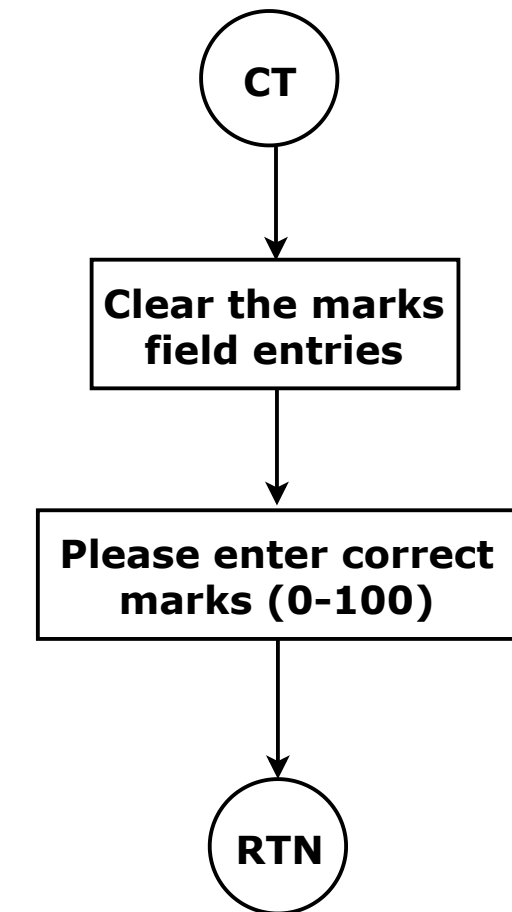 CT
Clear the marks
field entries
Please enter correct
marks (0-100)
RTN